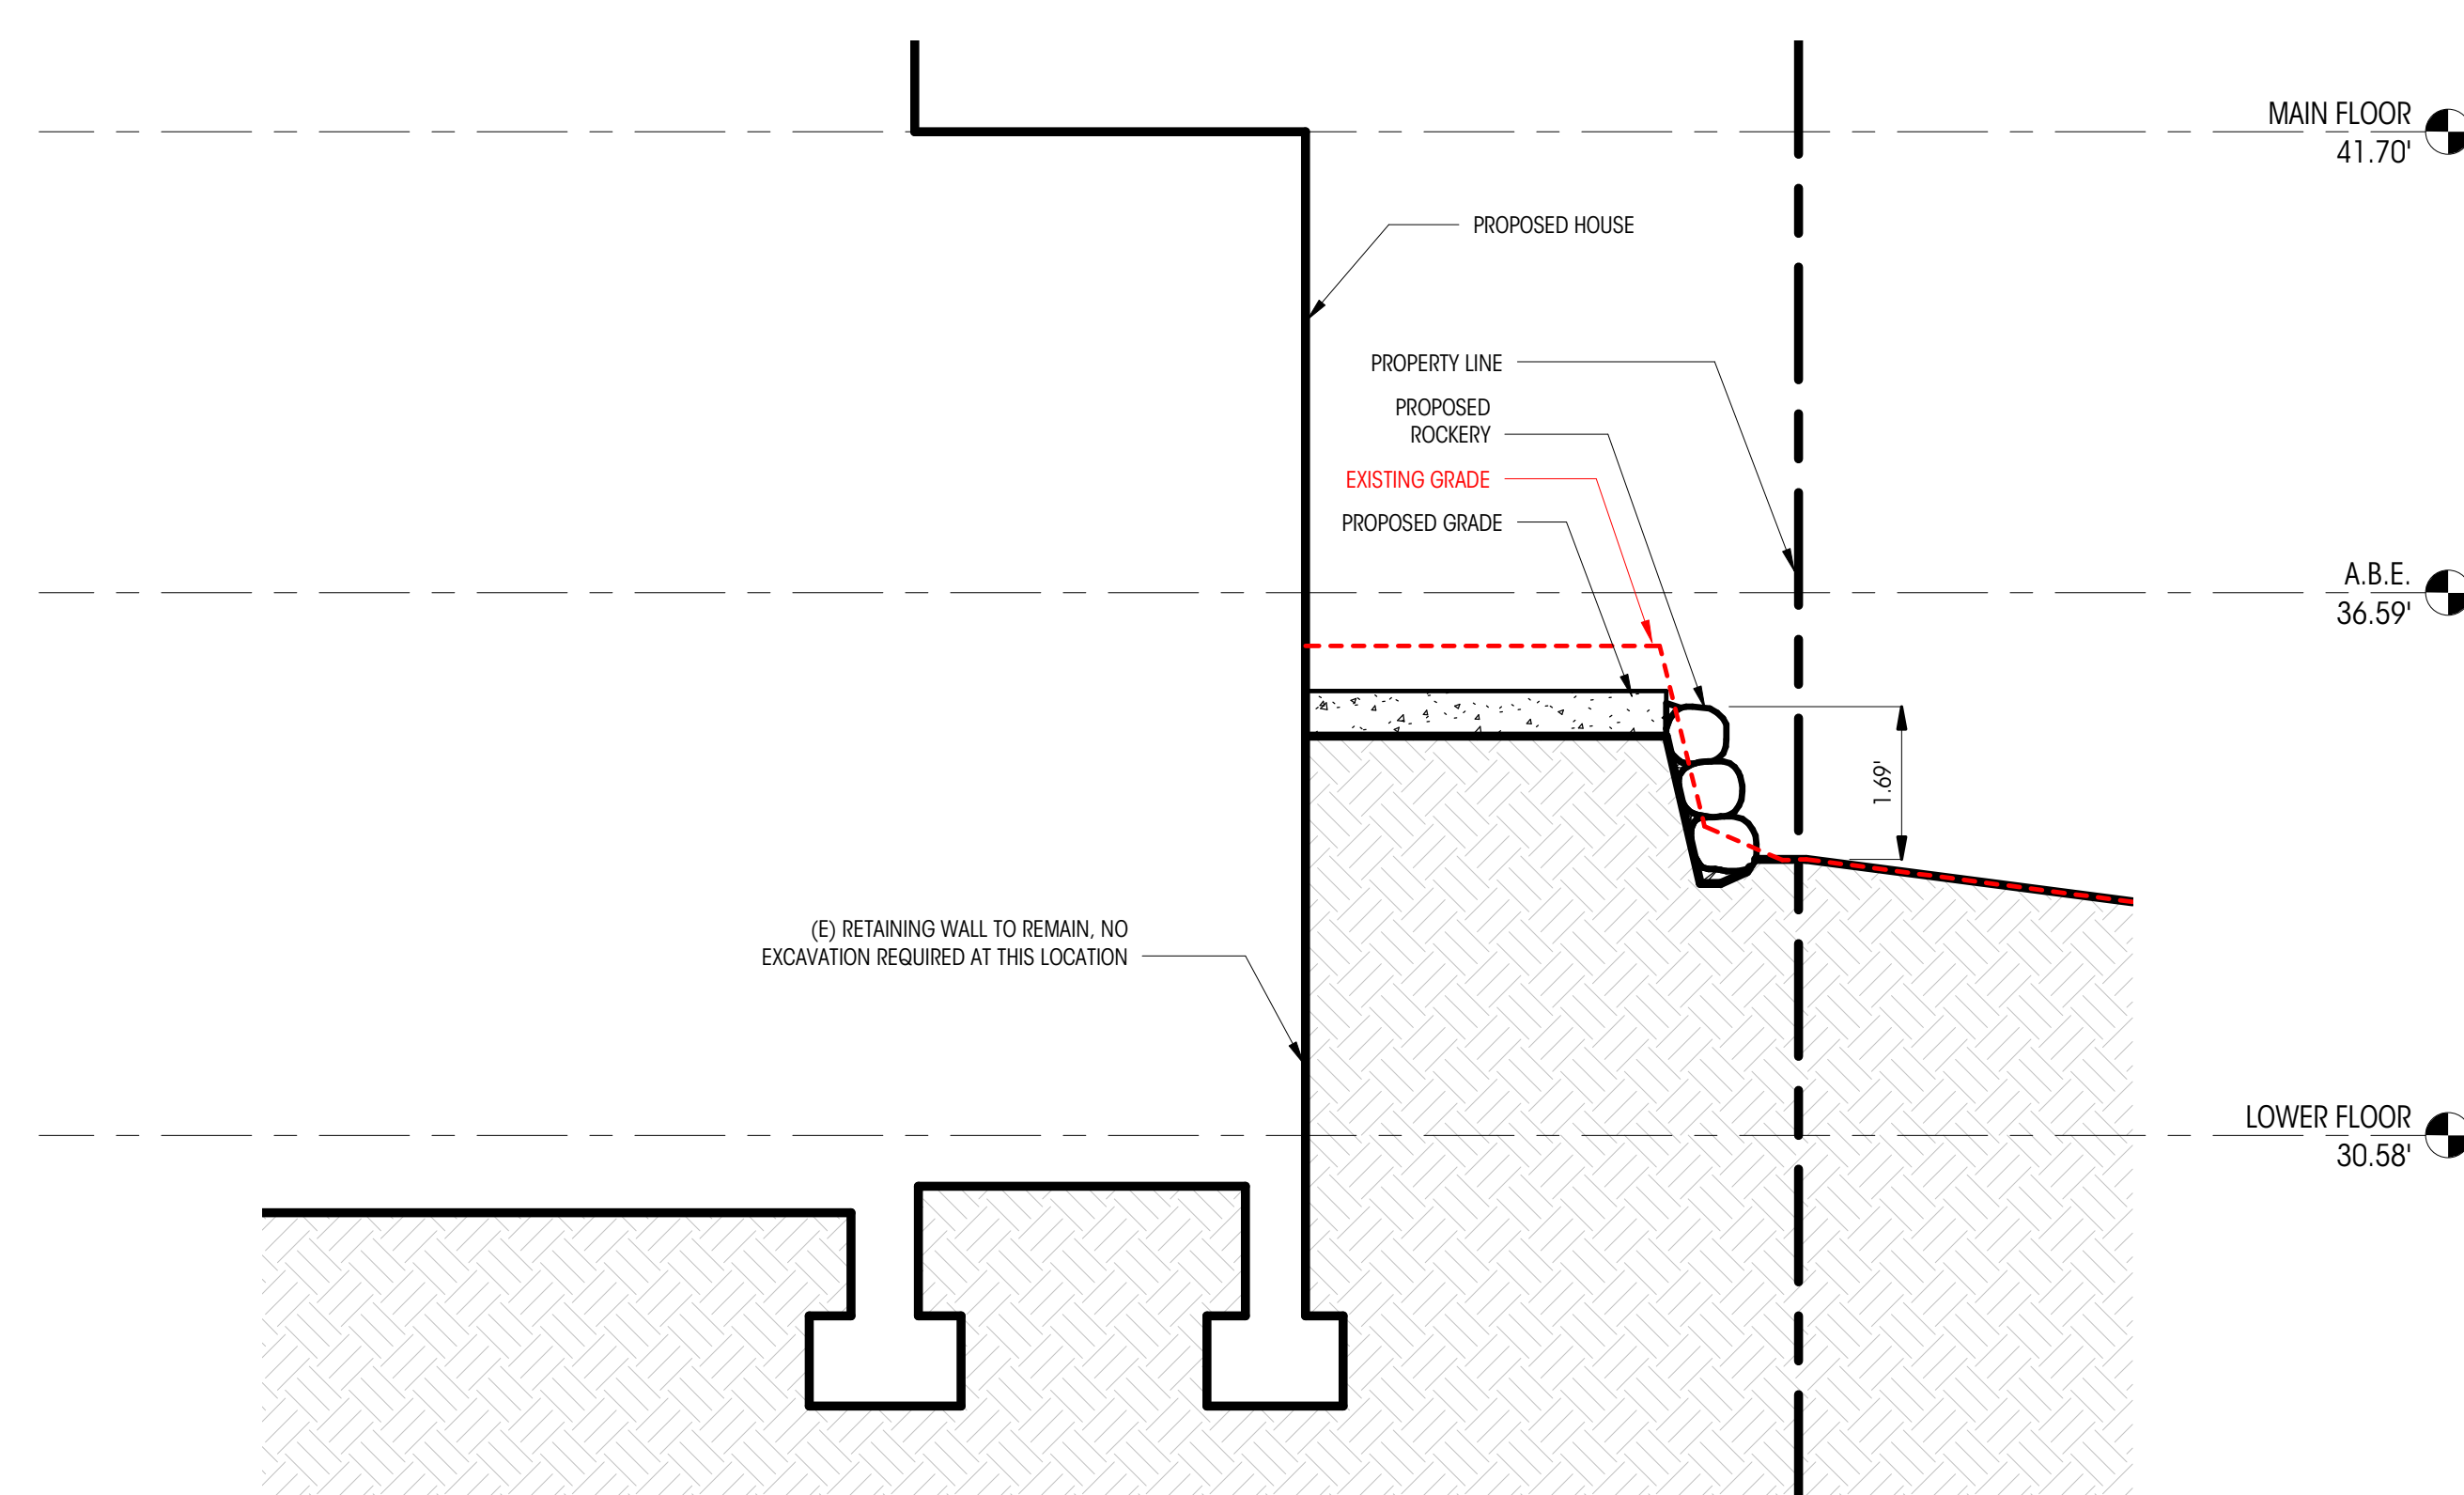 MAIN FLOOR
41.70'
PROPOSED HOUSE
PROPERTY LINE
PROPOSED
ROCKERY
EXISTING GRADE
PROPOSED GRADE
A.B.E.
36.59'
1.69'
(E) RETAINING WALL TO REMAIN, NO
EXCAVATION REQUIRED AT THIS LOCATION
LOWER FLOOR
30.58'